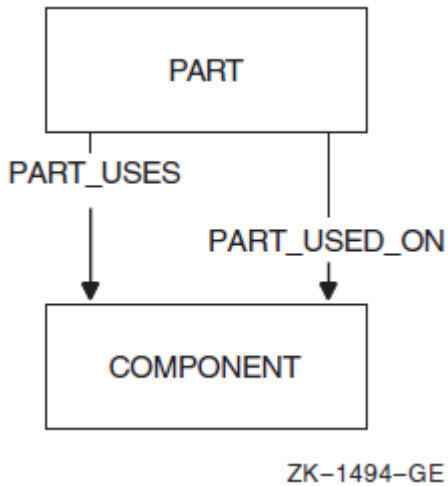 PART
PART_USES
PART_USED_ON
COMPONENT
ZK–1494–GE